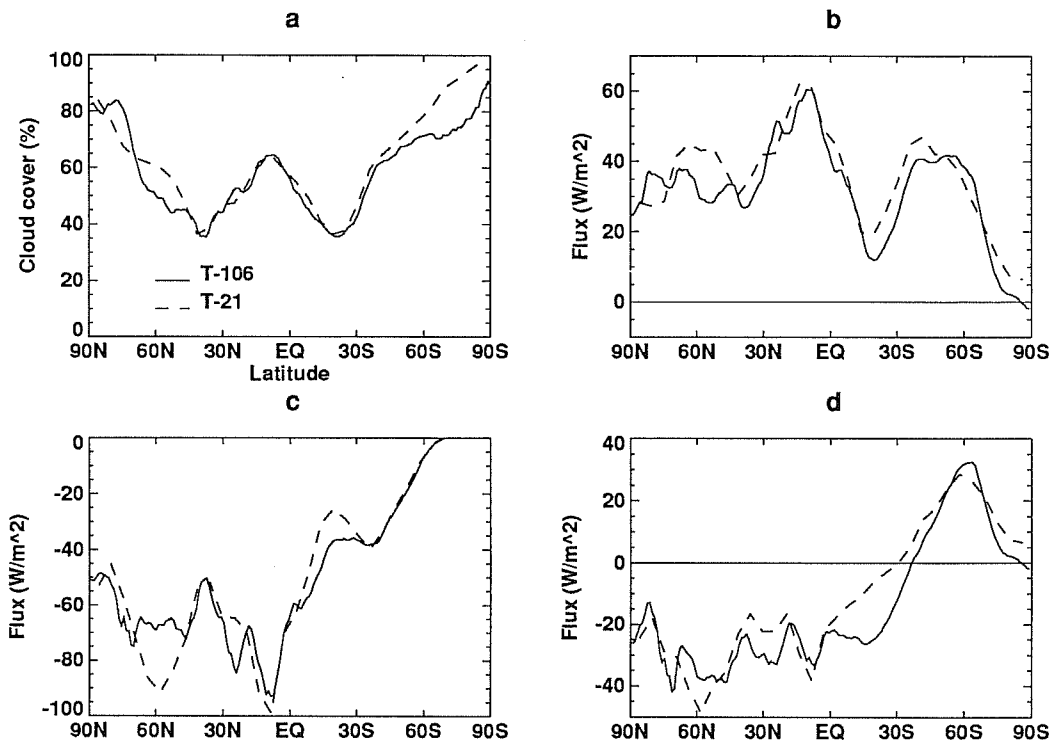 a
100
80
60
40
20
0
Cloud cover (%)
T-106
T-21
90N 60N 30N EQ 30S 60S 90S
Latitude
b
60
40
20
0
Flux (W/m^2)
90N 60N 30N EQ 30S 60S 90S
c
0
-20
-40
-60
-80
-100
Flux (W/m^2)
90N 60N 30N EQ 30S 60S 90S
d
40
20
0
-20
-40
Flux (W/m^2)
90N 60N 30N EQ 30S 60S 90S